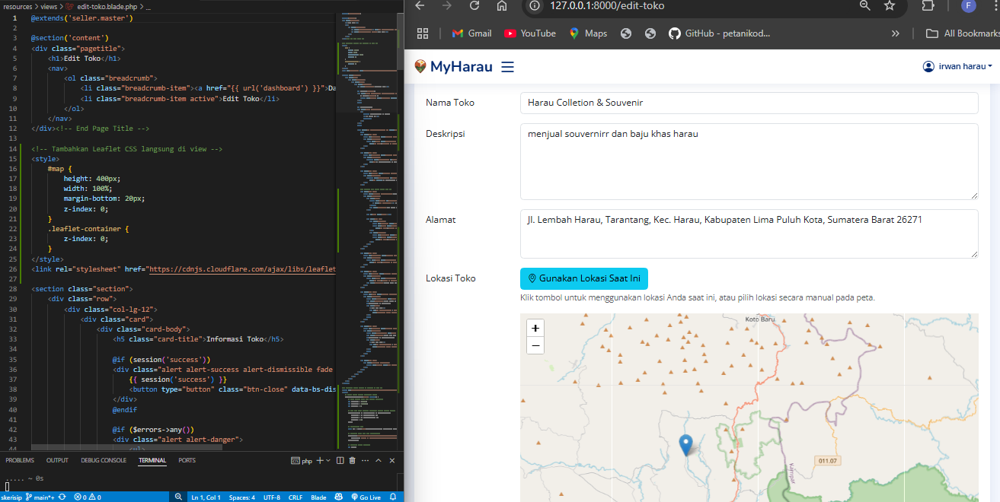 resources > views > edit-toko.blade.php > ...
1 @extends('seller.master')
2
3 @section('content')
4 <div class="pagetitle">
5 <h1>Edit Toko</h1>
6 <nav>
7 <ol class="breadcrumb">
8 <li class="breadcrumb-item"><a href="{{ url('dashboard') }}">Da
9 <li class="breadcrumb-item active">Edit Toko</li>
10 </ol>
11 </nav>
12 </div><!-- End Page Title -->
13
14 <!-- Tambahkan Leaflet CSS langsung di view -->
15 <style>
16 #map {
17 height: 400px;
18 width: 100%;
19 margin-bottom: 20px;
20 z-index: 0;
21 }
22 .leaflet-container {
23 z-index: 0;
24 }
25 </style>
26 <link rel="stylesheet" href="https://cdnjs.cloudflare.com/ajax/libs/leaflet
27
28 <section class="section">
29 <div class="row">
30 <div class="col-lg-12">
31 <div class="card">
32 <div class="card-body">
33 <h5 class="card-title">Informasi Toko</h5>
34
35 @if (session('success'))
36 <div class="alert alert-success alert-dismissible fade
37 {{ session('success') }}
38 <button type="button" class="btn-close" data-bs-dis
39 </div>
40 @endif
41
42 @if ($errors->any())
43 <div class="alert alert-danger">
44 <ul>
PROBLEMS OUTPUT DEBUG CONSOLE TERMINAL PORTS php
..... ~ 0s
skerisip main*+ 0 0 Ln 1, Col 1 Spaces: 4 UTF-8 CRLF Blade Go Live
127.0.0.1:8000/edit-toko F
Gmail YouTube Maps GitHub - petanikod... » All Bookmarks
MyHarau irwan harau
Nama Toko Harau Colletion & Souvenir
Deskripsi menjual souvernirr dan baju khas harau
Alamat Jl. Lembah Harau, Tarantang, Kec. Harau, Kabupaten Lima Puluh Kota, Sumatera Barat 26271
Lokasi Toko Gunakan Lokasi Saat Ini
Klik tombol untuk menggunakan lokasi Anda saat ini, atau pilih lokasi secara manual pada peta.
+
−
Koto Baru
011.07
Kampar